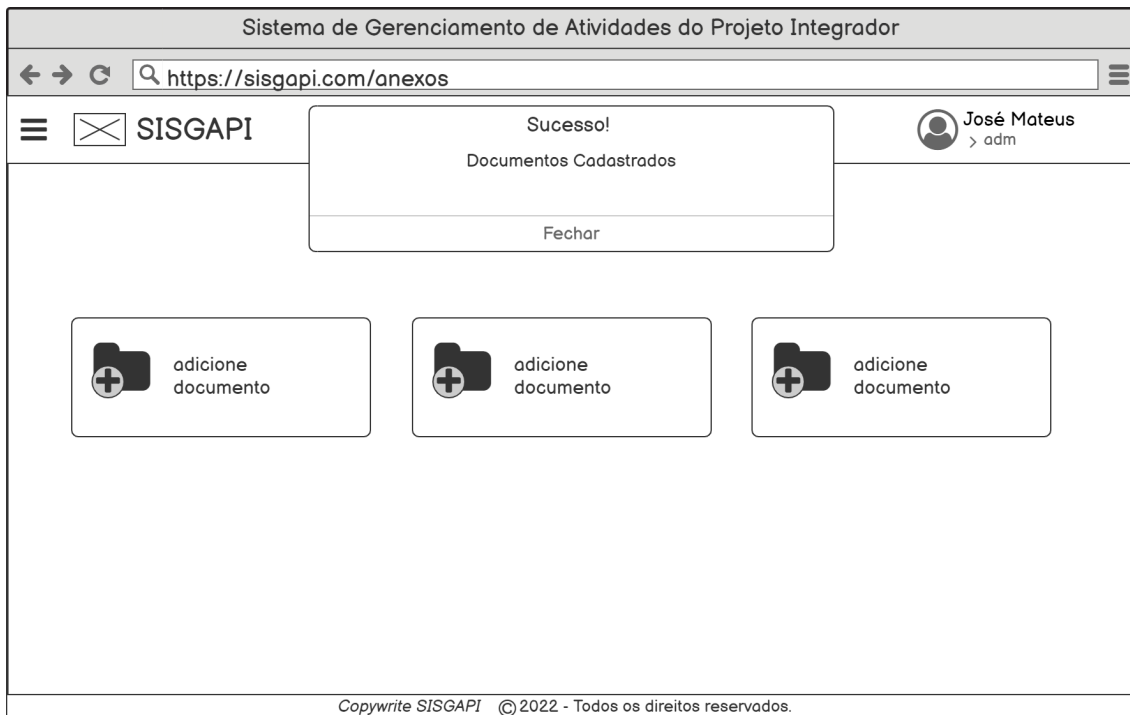 Sistema de Gerenciamento de Atividades do Projeto Integrador
https://sisgapi.com/anexos
SISGAPI
Sucesso!
Documentos Cadastrados
Fechar
José Mateus
> adm
adicione
documento
adicione
documento
adicione
documento
Copywrite SISGAPI © 2022 - Todos os direitos reservados.